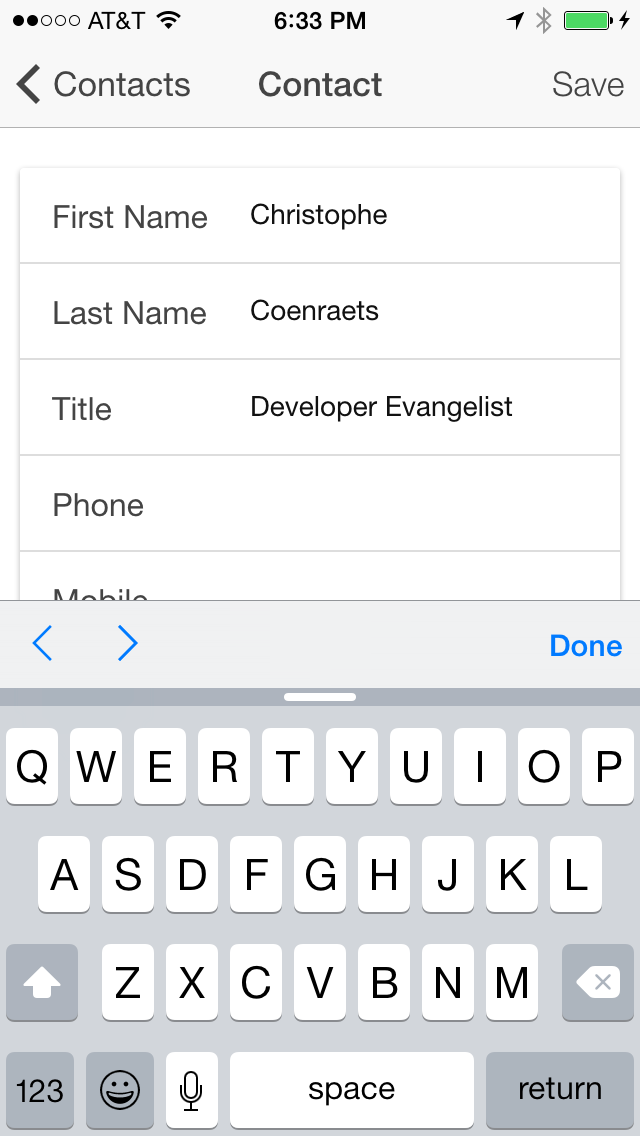 AT&T 6:33 PM
Contacts Contact Save
First Name Christophe
Last Name Coenraets
Title Developer Evangelist
Phone
Mobile
Done
Q W E R T Y U I O P
A S D F G H J K L
Z X C V B N M
123 space return